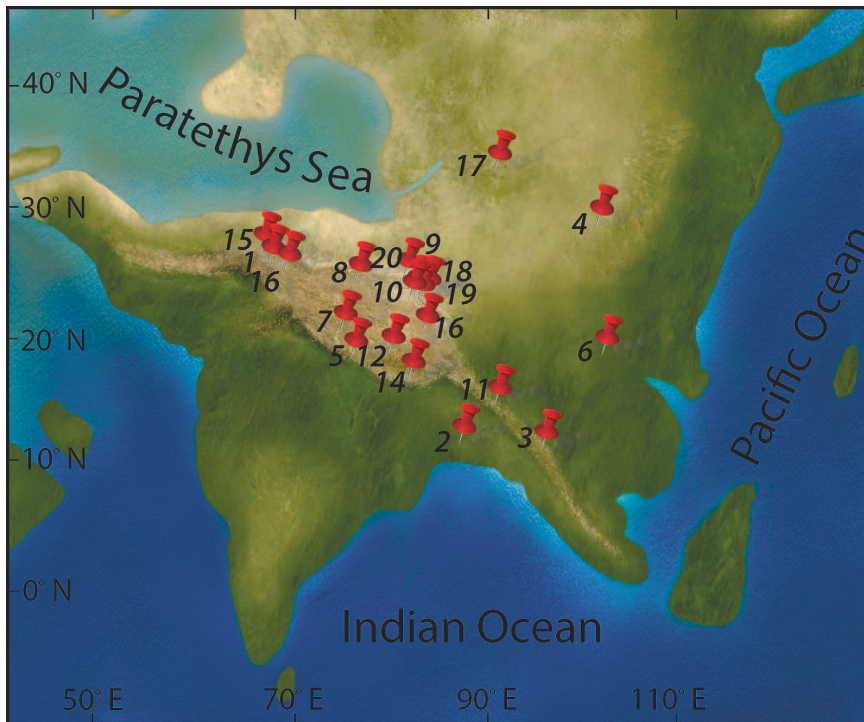 40° N
Paratethys Sea
17
30° N
4
15
1
16
8
20
9
18
10
19
7
16
5
12
14
20° N
6
11
Pacific Ocean
2
3
10° N
0° N
Indian Ocean
50° E
70° E
90° E
110° E